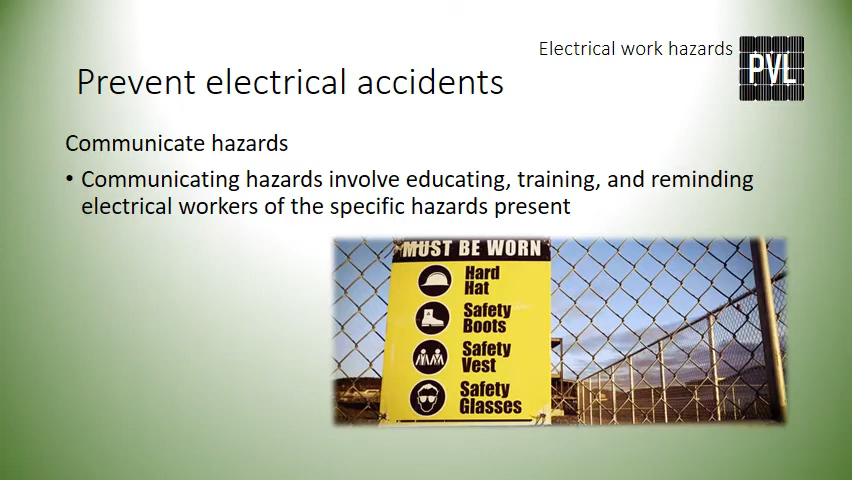 Electrical work hazards
PVL
Prevent electrical accidents
Communicate hazards
• Communicating hazards involve educating, training, and reminding
electrical workers of the specific hazards present
MUST BE WORN
Hard
Hat
Safety
Boots
Safety
Vest
Safety
Glasses